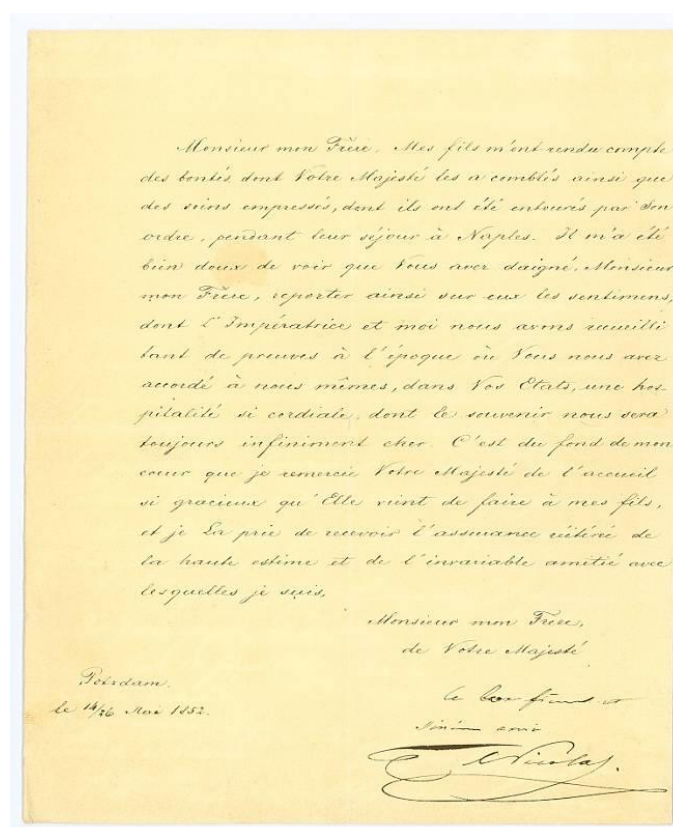 Monsieur mon Frère. Mes fils m'ont rendu compte
des bontés dont Votre Majesté les a comblés ainsi que
des soins empressés, dont ils ont été entourés par Son
ordre, pendant leur séjour à Naples. Il m'a été
bien doux de voir que Vous avez daigné, Monsieur
mon Frère, reporter ainsi sur eux les sentimens,
dont l'Impératrice et moi nous avons recueilli
tant de preuves à l'époque où Vous nous avez
accordé à nous mêmes, dans Vos Etats, une hos-
pitalité si cordiale, dont le souvenir nous sera
toujours infiniment cher. C'est du fond de mon
coeur que je remercie Votre Majesté de l'accueil
si gracieux qu'Elle vient de faire à mes fils,
et je La prie de recevoir l'assurance réitérée de
la haute estime et de l'invariable amitié avec
lesquelles je suis,
Monsieur mon Frère,
de Votre Majesté
Potsdam.
le 14/26 Mai 1852.
le bon frère et
ami
Nicolas.